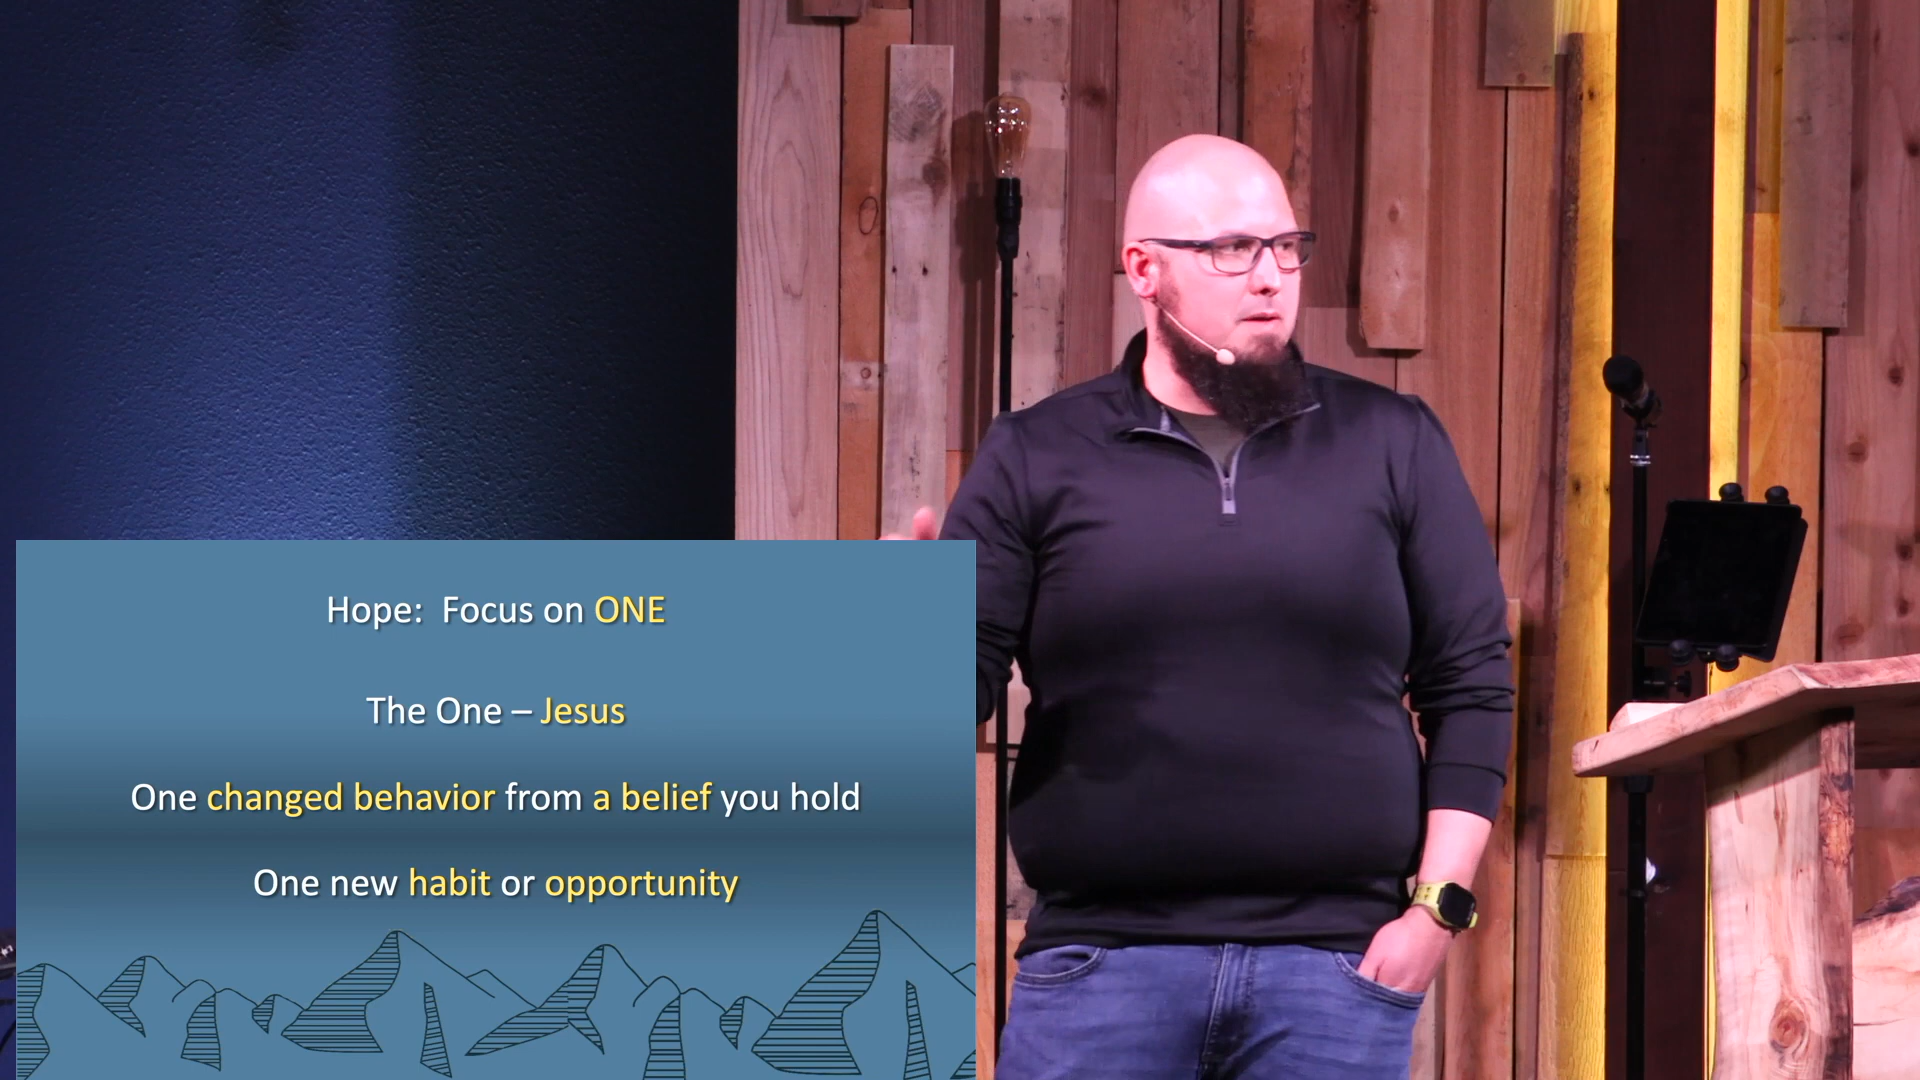 Hope:  Focus on ONE
The One – Jesus
One changed behavior from a belief you hold
One new habit or opportunity